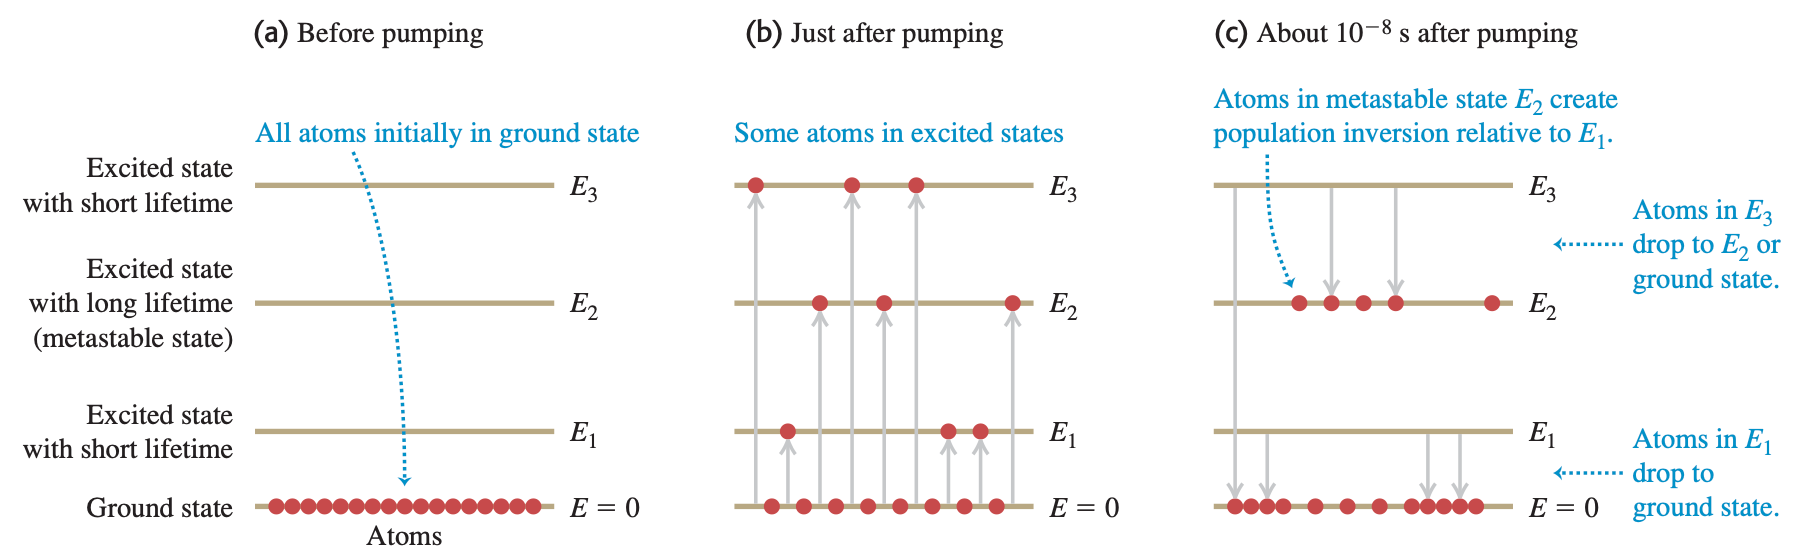 (a) Before pumping
All atoms initially in ground state
Excited state
with short lifetime
E₃
Excited state
with long lifetime
(metastable state)
E₂
Excited state
with short lifetime
E₁
Ground state
E = 0
Atoms
(b) Just after pumping
Some atoms in excited states
E₃
E₂
E₁
E = 0
(c) About 10⁻⁸ s after pumping
Atoms in metastable state E₂ create
population inversion relative to E₁.
E₃
Atoms in E₃
drop to E₂ or
ground state.
E₂
E₁
Atoms in E₁
drop to
ground state.
E = 0